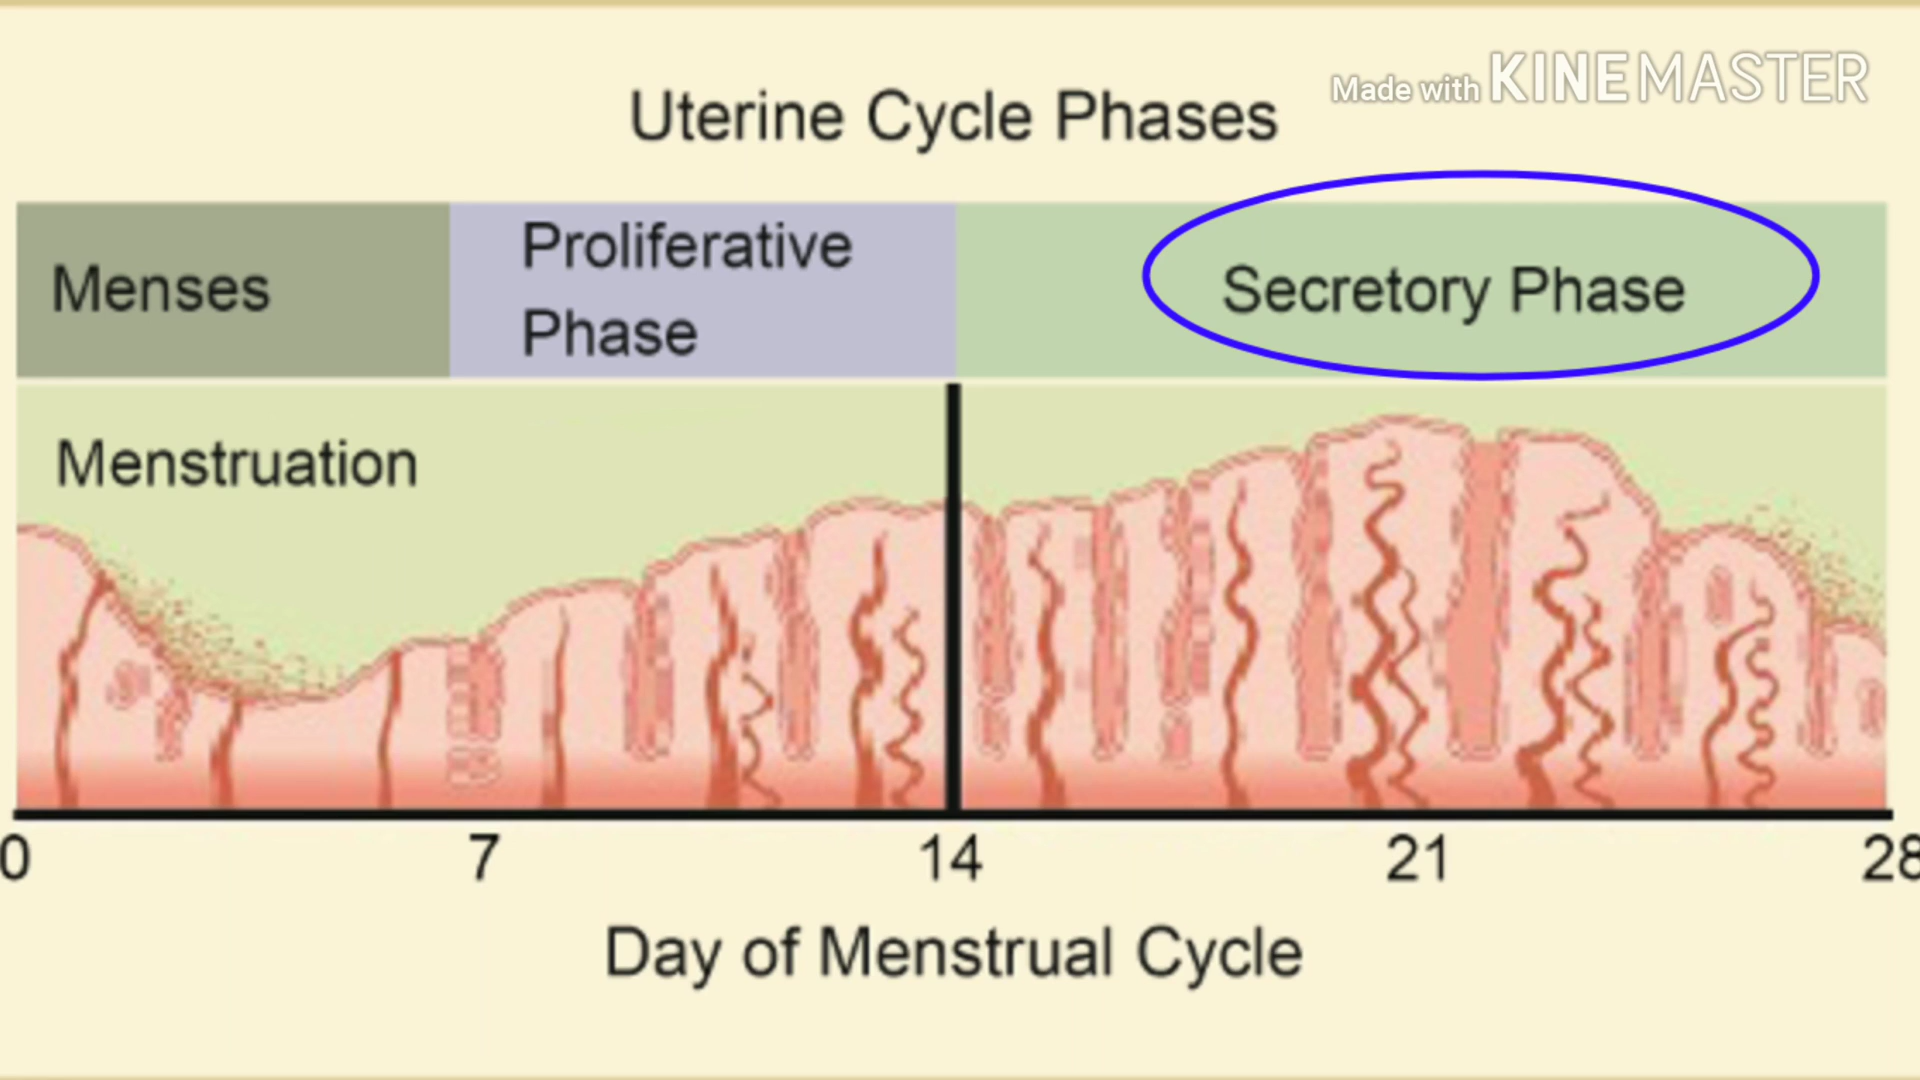 Made with KINEMASTER
Uterine Cycle Phases
Menses
Proliferative
Phase
Secretory Phase
Menstruation
0 7 14 21 28
Day of Menstrual Cycle